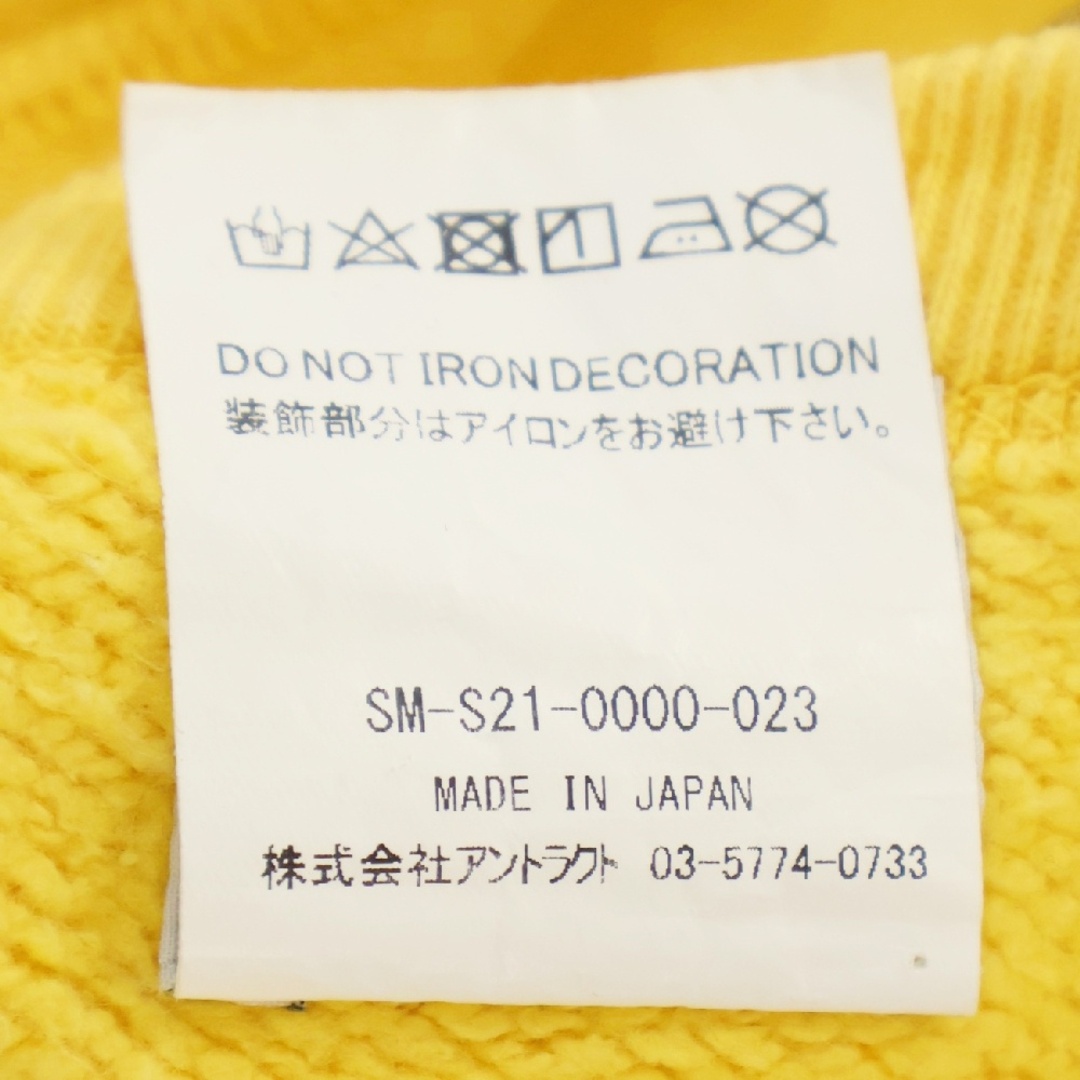 DO NOT IRON DECORATION
装飾部分はアイロンをお避け下さい。
SM-S21-0000-023
MADE IN JAPAN
株式会社アントラクト 03-5774-0733